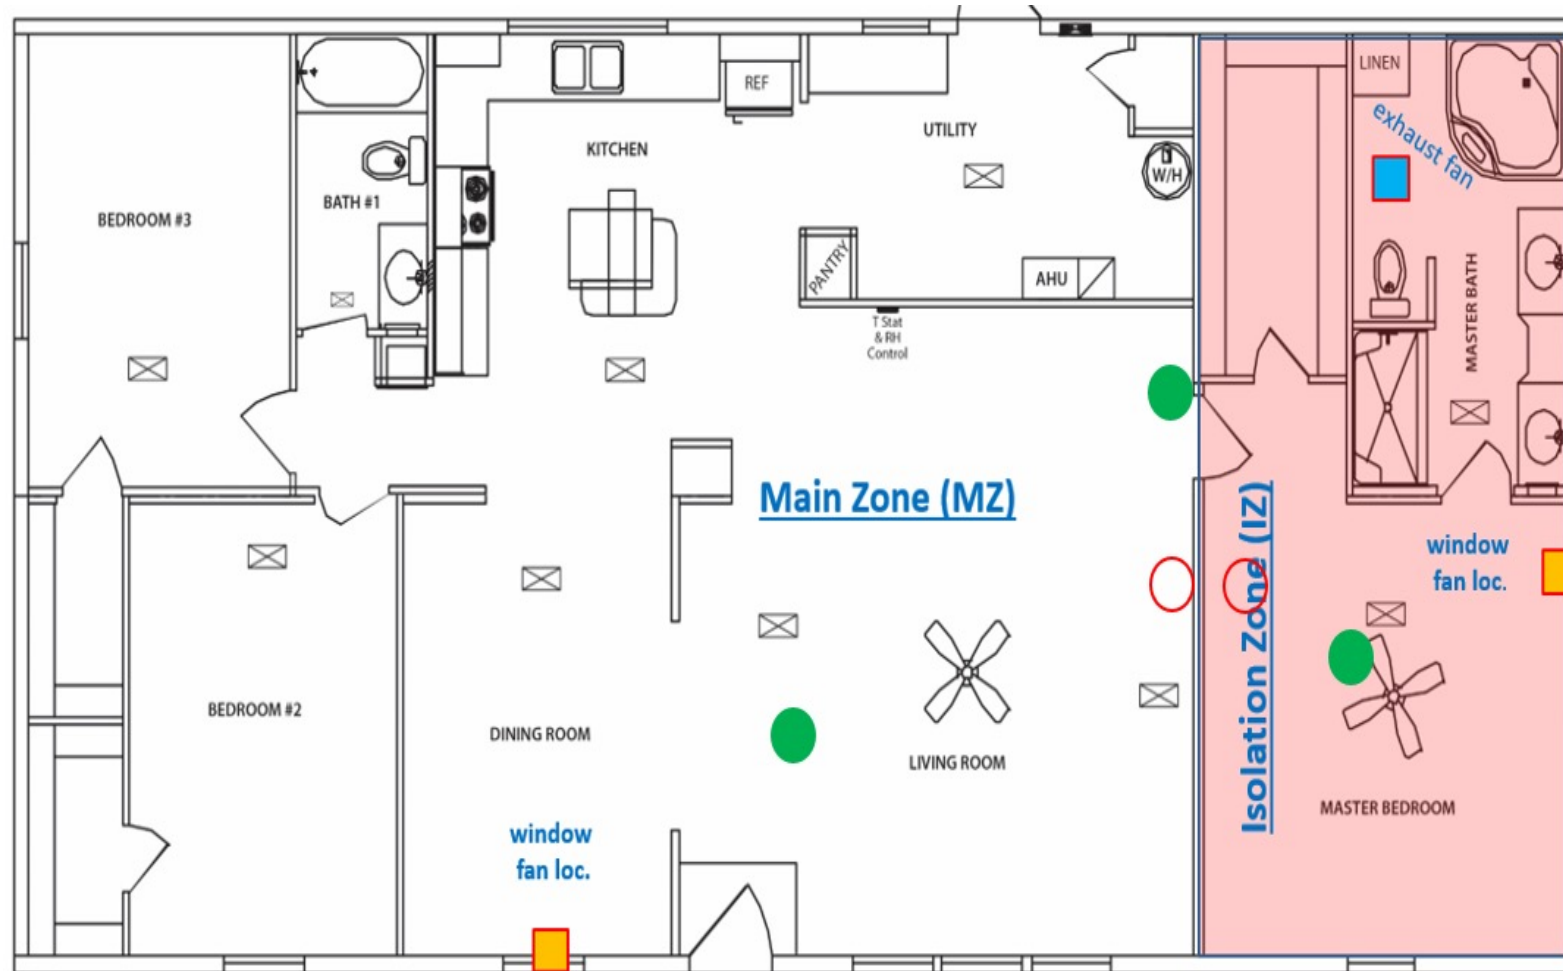 LINEN
REF
exhaust fan
UTILITY
KITCHEN
W/H
BATH #1
BEDROOM #3
PANTRY
AHU
T Stat
& RH
Control
MASTER BATH
Main Zone (MZ)
Isolation Zone (IZ)
window
fan loc.
BEDROOM #2
DINING ROOM
LIVING ROOM
MASTER BEDROOM
window
fan loc.